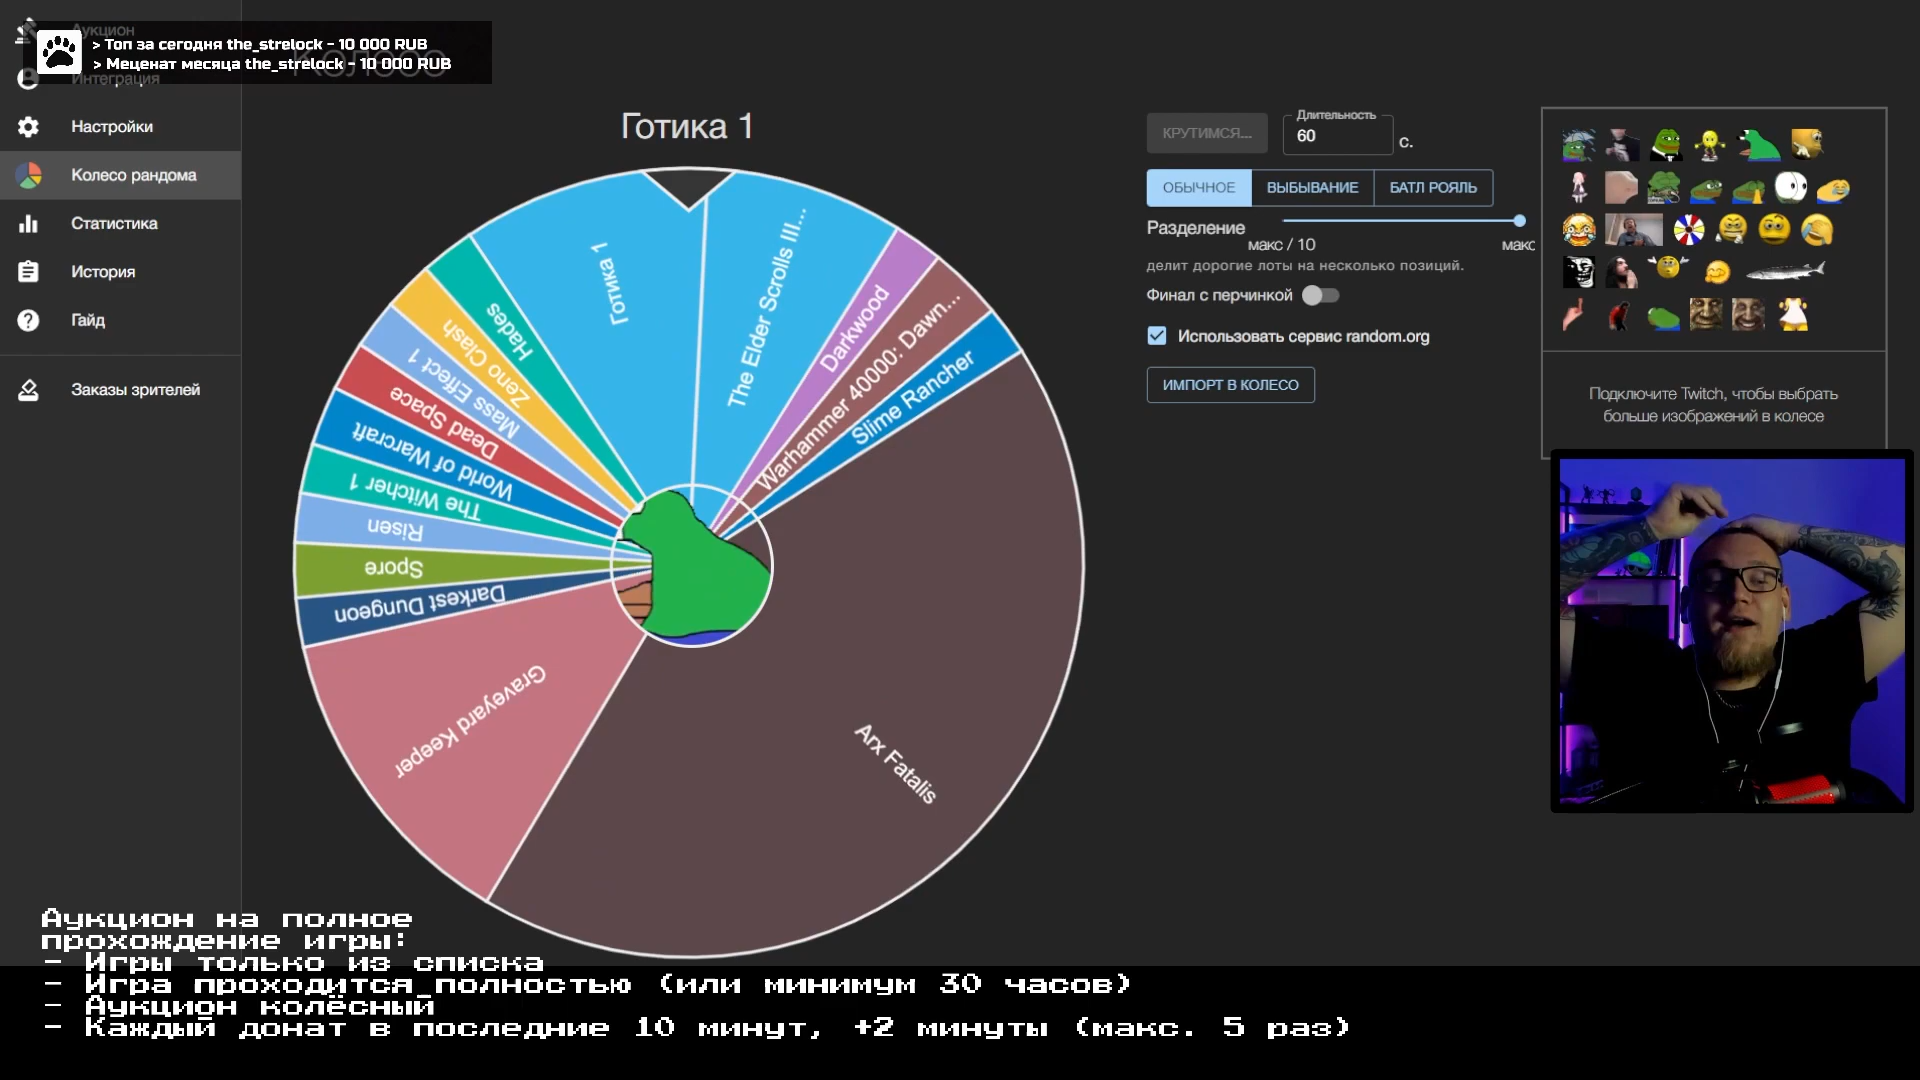 Аукцион
> Топ за сегодня the_strelock - 10 000 RUB
> Меценат месяца the_strelock - 10 000 RUB
Колесо
Интеграция
Настройки
Колесо рандома
Статистика
История
Гайд
Заказы зрителей
Готика 1
Готика 1
The Elder Scrolls III...
Darkwood
Warhammer 40000: Dawn...
Slime Rancher
Arx Fatalis
Graveyard Keeper
Darkest Dungeon
Spore
Risen
The Witcher 1
World of Warcraft
Dead Space
Mass Effect 1
Zeno Clash
Hades
КРУТИМСЯ...
Длительность
60
с.
ОБЫЧНОЕ
ВЫБЫВАНИЕ
БАТЛ РОЯЛЬ
Разделение
макс / 10
макс
делит дорогие лоты на несколько позиций.
Финал с перчинкой
Использовать сервис random.org
ИМПОРТ В КОЛЕСО
Подключите Twitch, чтобы выбрать
больше изображений в колесе
Аукцион на полное
прохождение игры:
- Игры только из списка
- Игра проходится полностью (или минимум 30 часов)
- Аукцион колёсный
- Каждый донат в последние 10 минут, +2 минуты (макс. 5 раз)